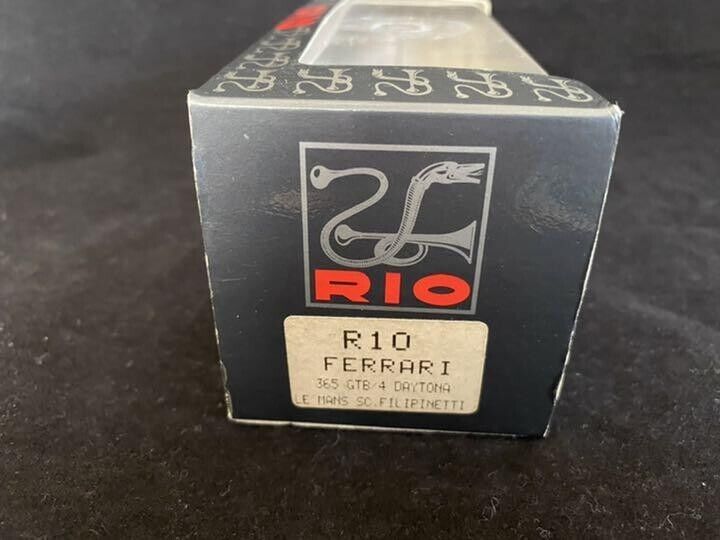 RIO
R10
FERRARI
365 GTB/4 DAYTONA
LE MANS SC.FILIPINETTI